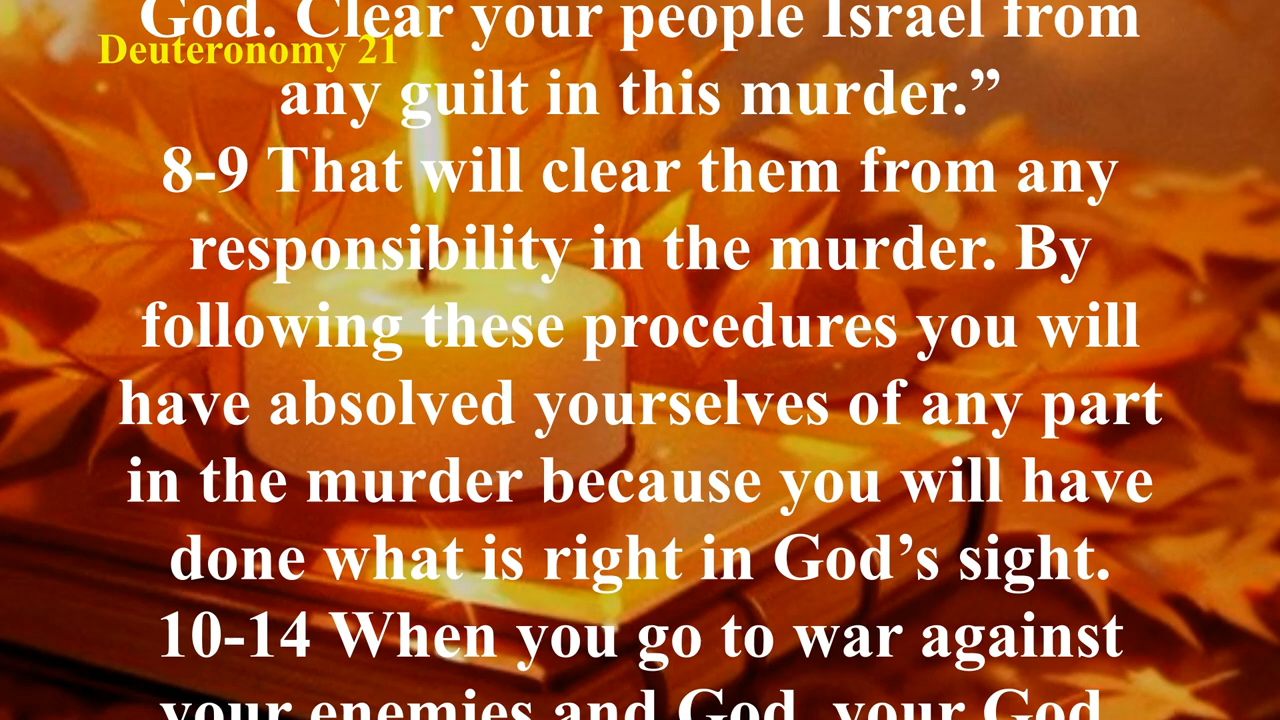 God. Clear your people Israel from
Deuteronomy 21
any guilt in this murder.”
8-9 That will clear them from any
responsibility in the murder. By
following these procedures you will
have absolved yourselves of any part
in the murder because you will have
done what is right in God’s sight.
10-14 When you go to war against
your enemies and God, your God